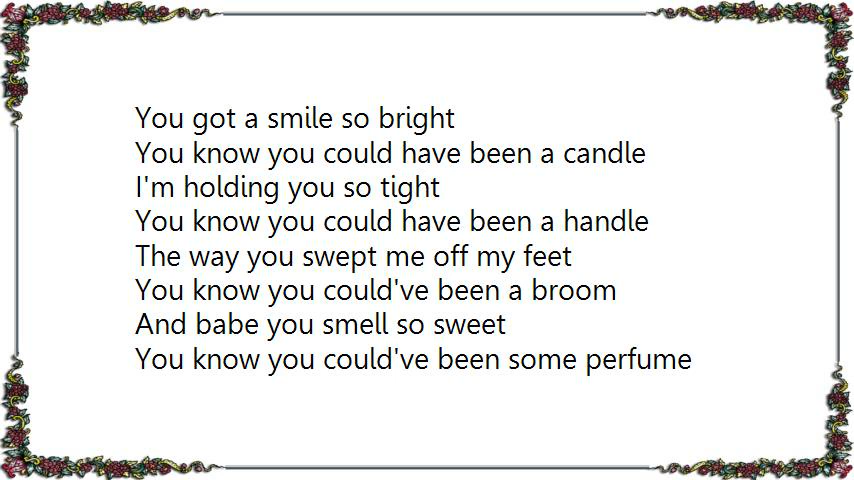 You got a smile so bright
You know you could have been a candle
I'm holding you so tight
You know you could have been a handle
The way you swept me off my feet
You know you could've been a broom
And babe you smell so sweet
You know you could've been some perfume